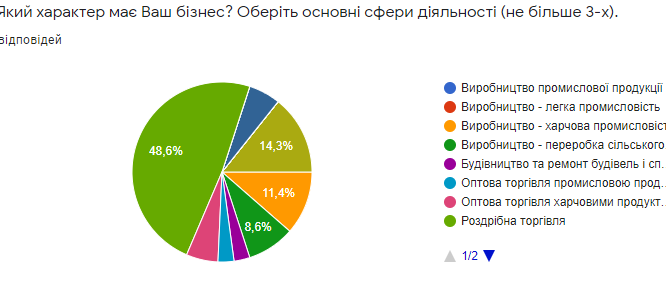 Який характер має Ваш бізнес? Оберіть основні сфери діяльності (не більше 3-х).
відповідей
48,6%
14,3%
11,4%
8,6%
Виробництво промислової продукції
Виробництво - легка промисловість
Виробництво - харчова промисловіст
Виробництво - переробка сільського
Будівництво та ремонт будівель і сп...
Оптова торгівля промисловою прод...
Оптова торгівля харчовими продукт...
Роздрібна торгівля
1/2